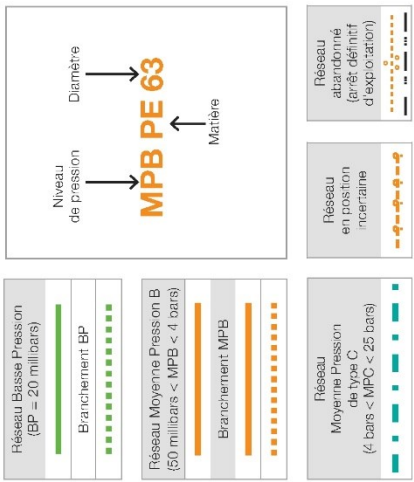 Réseau Basse Pression
(BP = 20 millibars)
Branchement BP
Réseau Moyenne Pression B
(50 millibars < MPB < 4 bars)
Branchement MPB
Réseau
Moyenne Pression
de type C
(4 bars < MPC < 25 bars)
Niveau
de pression
Diamètre
MPB PE 63
Matière
Réseau
en position
incertaine
Réseau
abandonné
(arrêt définitif
d'exploitation)